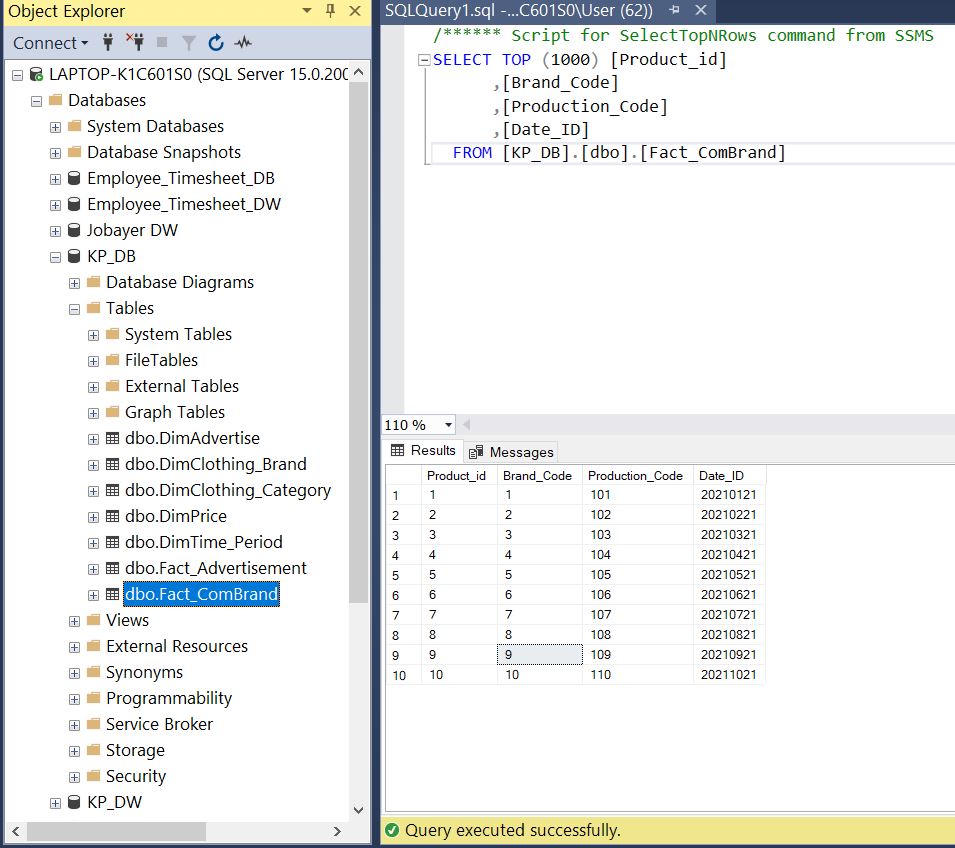 Object Explorer
Connect
LAPTOP-K1C601S0 (SQL Server 15.0.200
Databases
System Databases
Database Snapshots
Employee_Timesheet_DB
Employee_Timesheet_DW
Jobayer DW
KP_DB
Database Diagrams
Tables
System Tables
FileTables
External Tables
Graph Tables
dbo.DimAdvertise
dbo.DimClothing_Brand
dbo.DimClothing_Category
dbo.DimPrice
dbo.DimTime_Period
dbo.Fact_Advertisement
dbo.Fact_ComBrand
Views
External Resources
Synonyms
Programmability
Service Broker
Storage
Security
KP_DW
SQLQuery1.sql -...C601S0\User (62))
/****** Script for SelectTopNRows command from SSMS
SELECT TOP (1000) [Product_id]
,[Brand_Code]
,[Production_Code]
,[Date_ID]
FROM [KP_DB].[dbo].[Fact_ComBrand]
110 %
Results Messages
Product_id Brand_Code Production_Code Date_ID
1 1 1 101 20210121
2 2 2 102 20210221
3 3 3 103 20210321
4 4 4 104 20210421
5 5 5 105 20210521
6 6 6 106 20210621
7 7 7 107 20210721
8 8 8 108 20210821
9 9 9 109 20210921
10 10 10 110 20211021
Query executed successfully.